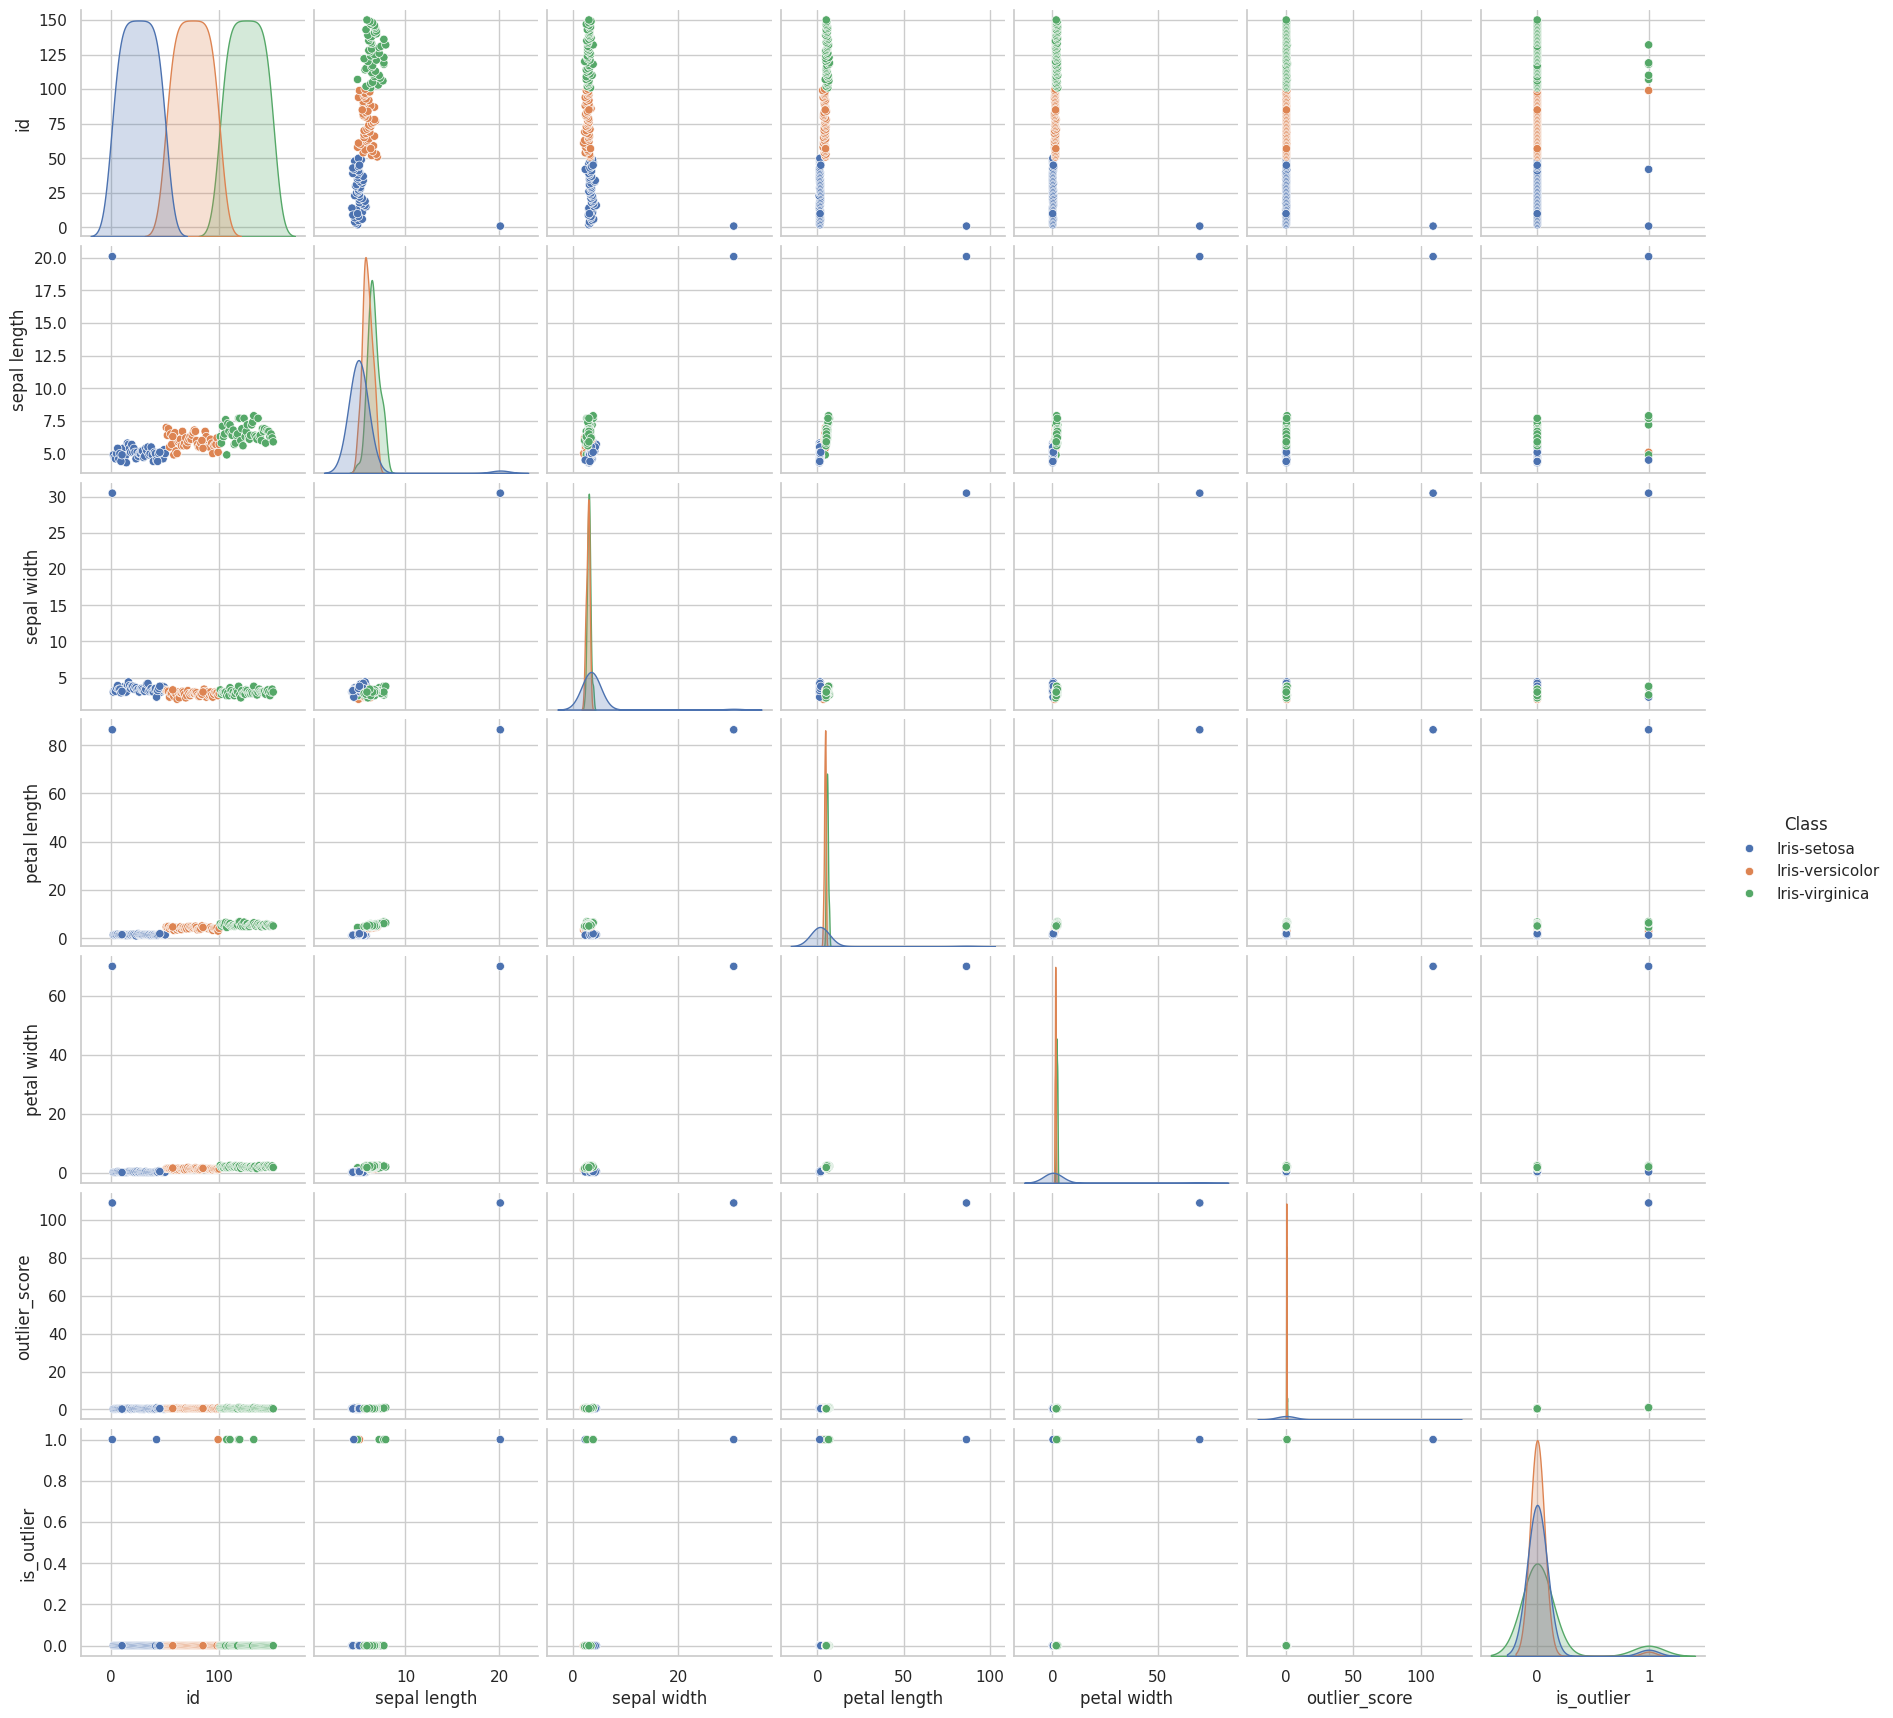 150
125
100
75
50
25
0
id
20.0
17.5
15.0
12.5
10.0
7.5
5.0
sepal length
30
25
20
15
10
5
sepal width
80
60
40
20
0
petal length
60
40
20
0
petal width
100
80
60
40
20
0
outlier_score
1.0
0.8
0.6
0.4
0.2
0.0
is_outlier
0 100
id
10 20
sepal length
0 20
sepal width
0 50 100
petal length
0 50
petal width
0 50 100
outlier_score
0 1
is_outlier
Class
Iris-setosa
Iris-versicolor
Iris-virginica